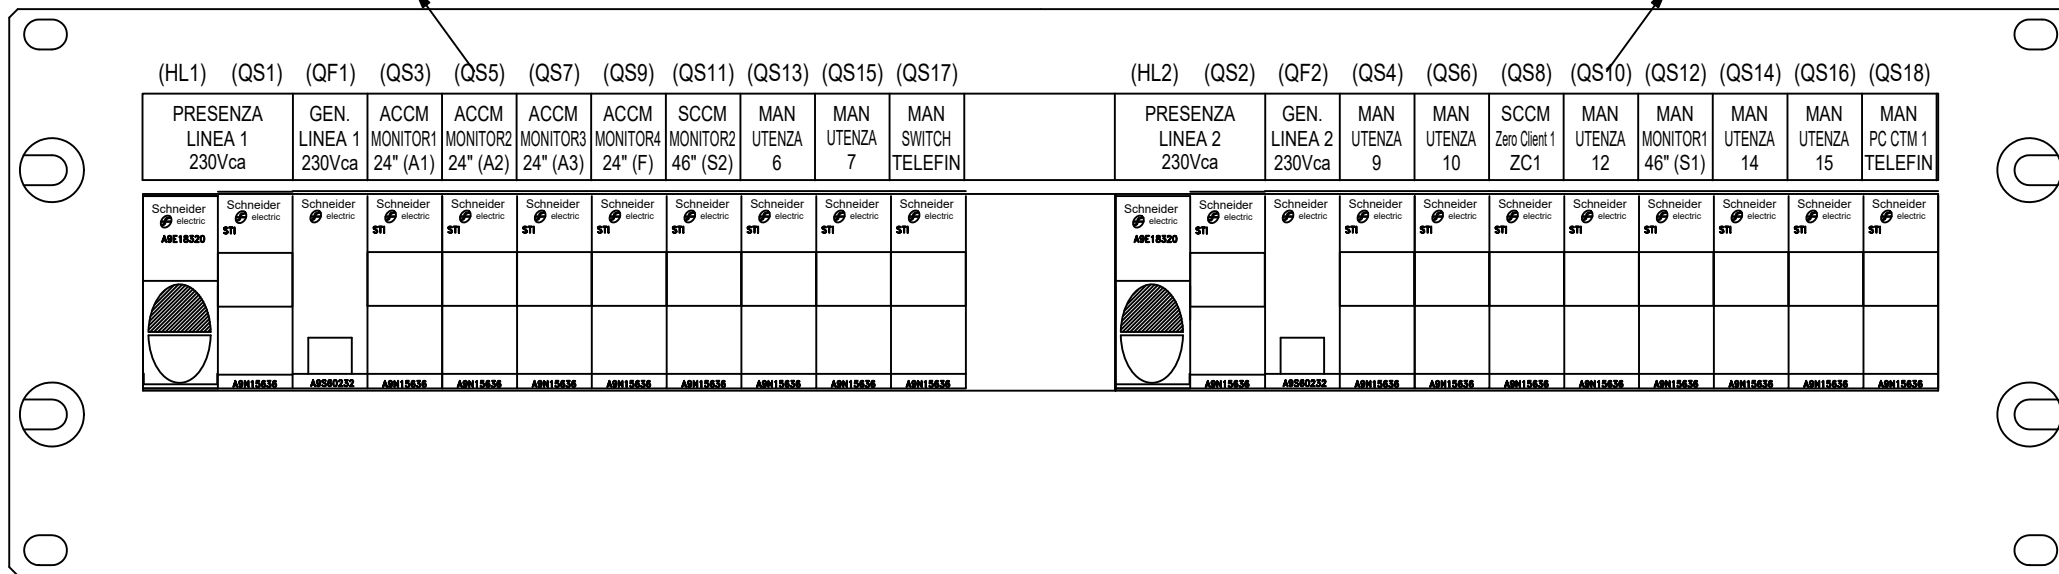 (HL1) (QS1) (QF1) (QS3) (QS5) (QS7) (QS9) (QS11) (QS13) (QS15) (QS17) (HL2) (QS2) (QF2) (QS4) (QS6) (QS8) (QS10) (QS12) (QS14) (QS16) (QS18)
PRESENZA GEN. ACCM ACCM ACCM ACCM SCCM MAN MAN MAN PRESENZA GEN. MAN MAN SCCM MAN MAN MAN MAN MAN
LINEA 1 LINEA 1 MONITOR1 MONITOR2 MONITOR3 MONITOR4 MONITOR2 UTENZA UTENZA SWITCH LINEA 2 LINEA 2 UTENZA UTENZA Zero Client 1 UTENZA MONITOR1 UTENZA UTENZA PC CTM 1
230Vca 230Vca 24" (A1) 24" (A2) 24" (A3) 24" (F) 46" (S2) 6 7 TELEFIN 230Vca 230Vca 9 10 ZC1 12 46" (S1) 14 15 TELEFIN
Schneider Schneider Schneider Schneider Schneider Schneider Schneider Schneider Schneider Schneider Schneider Schneider Schneider Schneider Schneider Schneider Schneider Schneider Schneider Schneider Schneider Schneider
electric electric electric electric electric electric electric electric electric electric electric electric electric electric electric electric electric electric electric electric electric electric
STI STI STI STI STI STI STI STI STI STI STI STI STI STI STI STI STI STI
A9E18320 A9E18320
A9N15636 A9S60232 A9N15636 A9N15636 A9N15636 A9N15636 A9N15636 A9N15636 A9N15636 A9N15636 A9N15636 A9S60232 A9N15636 A9N15636 A9N15636 A9N15636 A9N15636 A9N15636 A9N15636 A9N15636